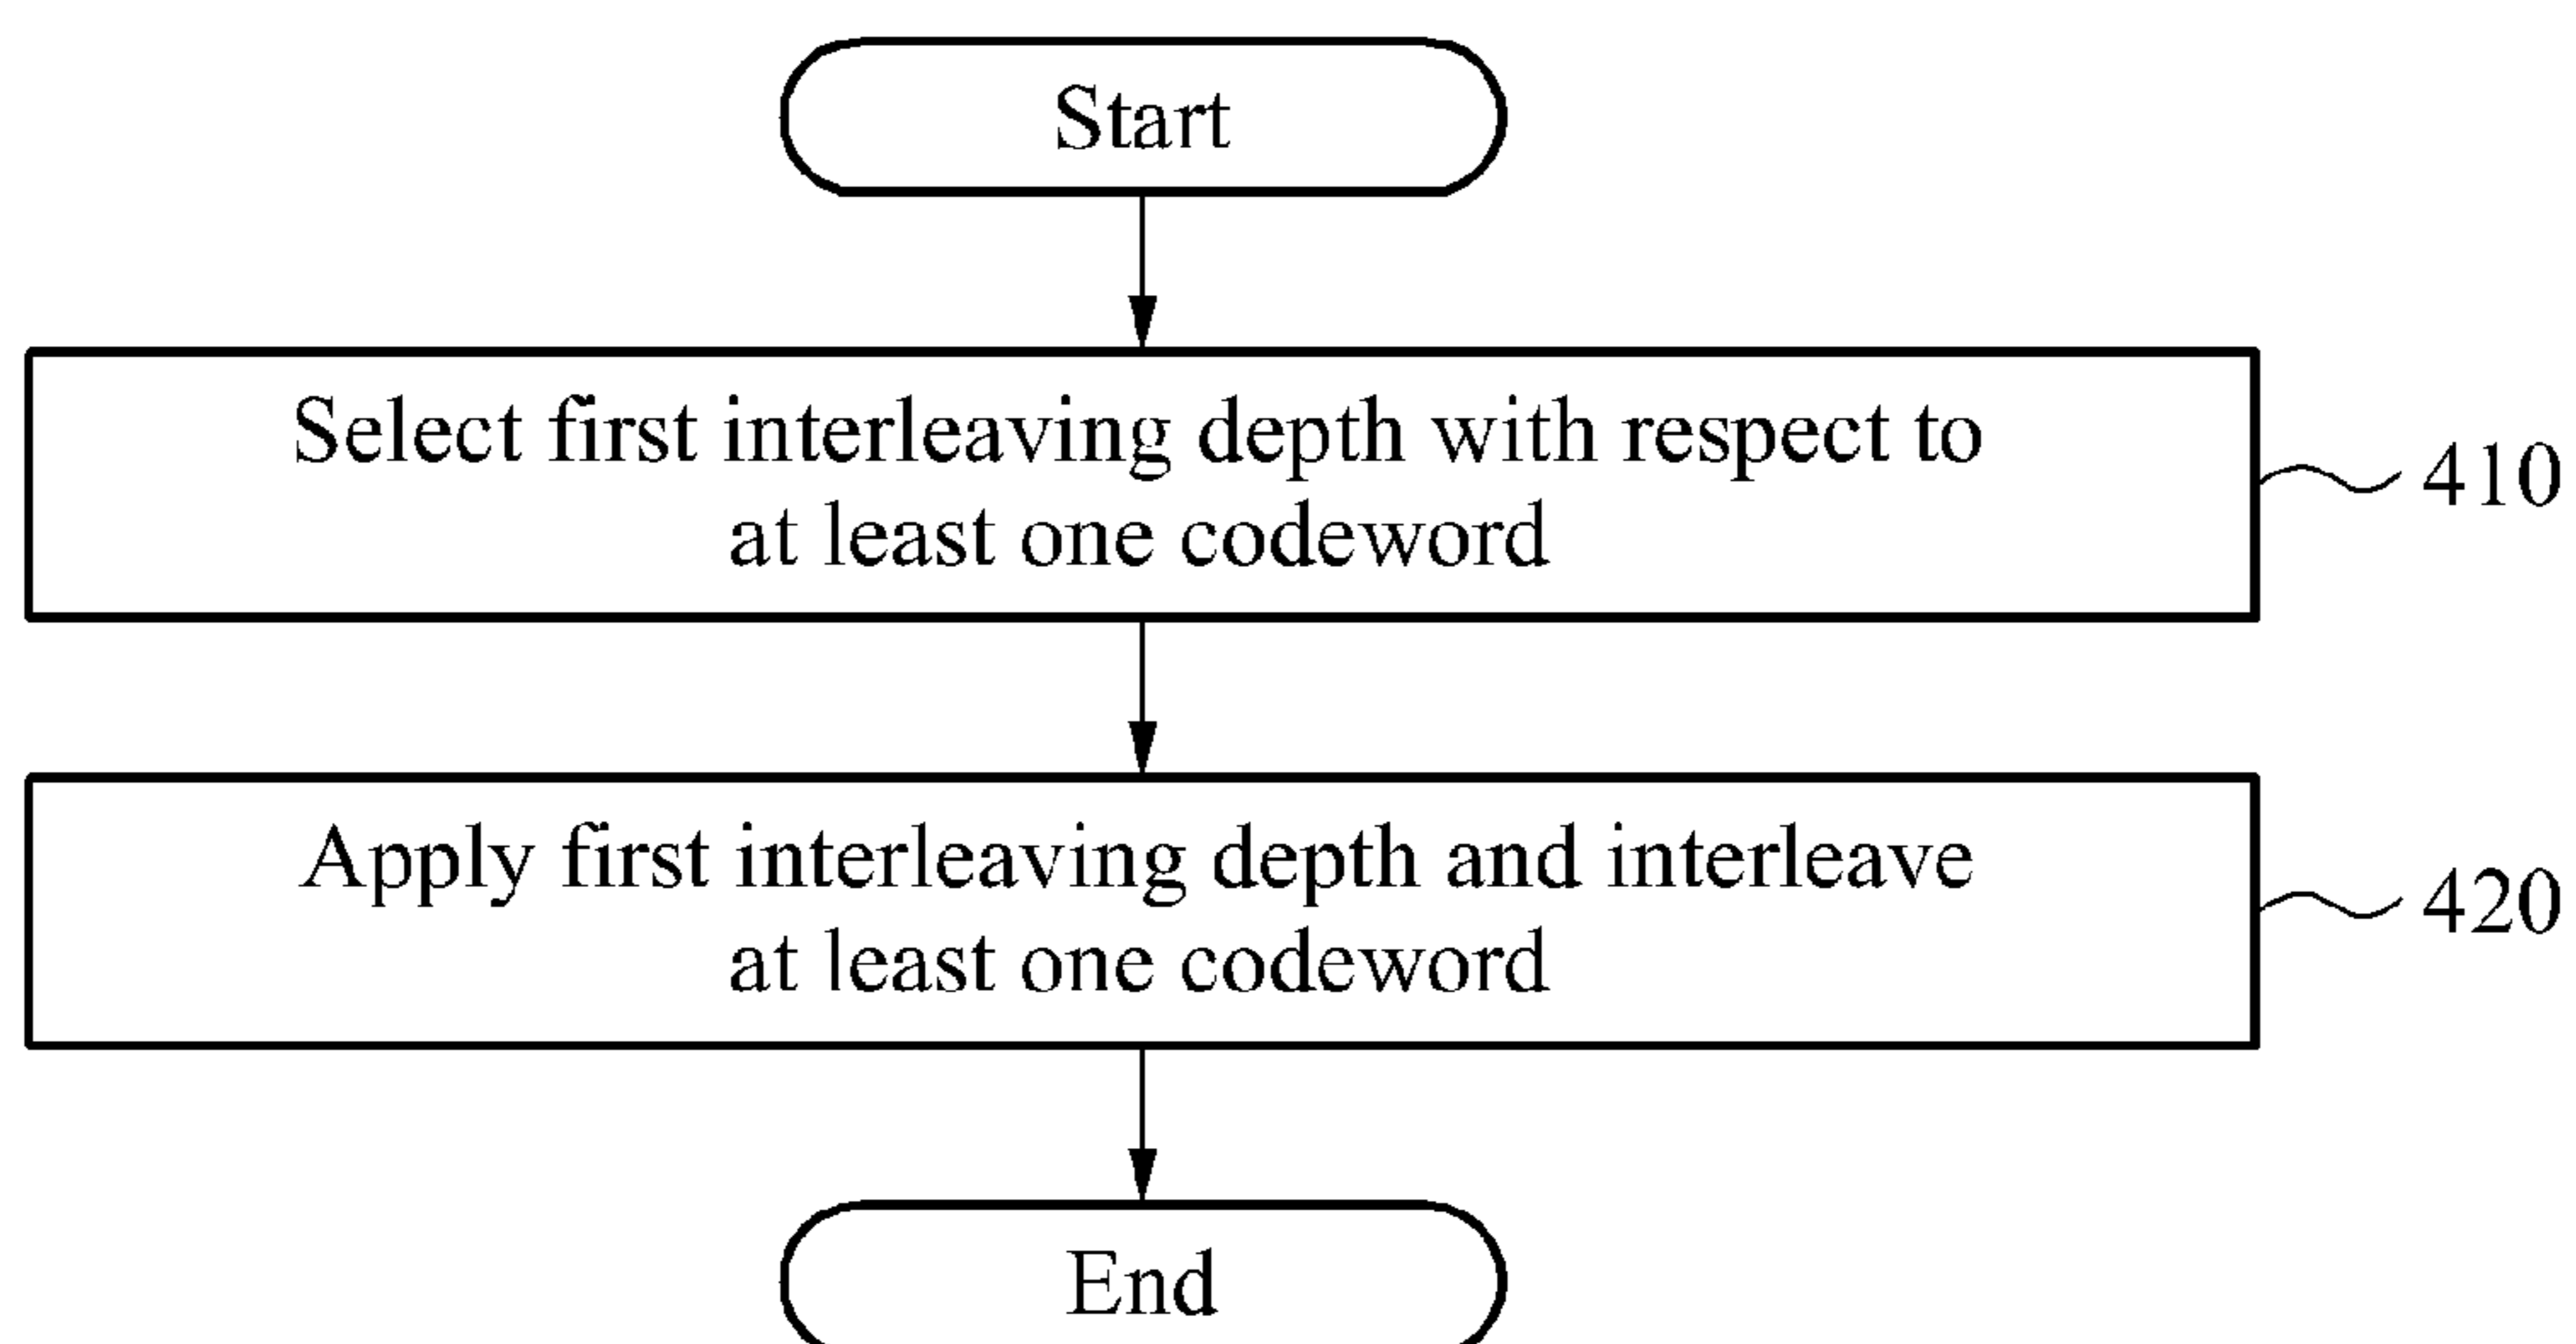 Start
Select first interleaving depth with respect to
at least one codeword
410
Apply first interleaving depth and interleave
at least one codeword
420
End